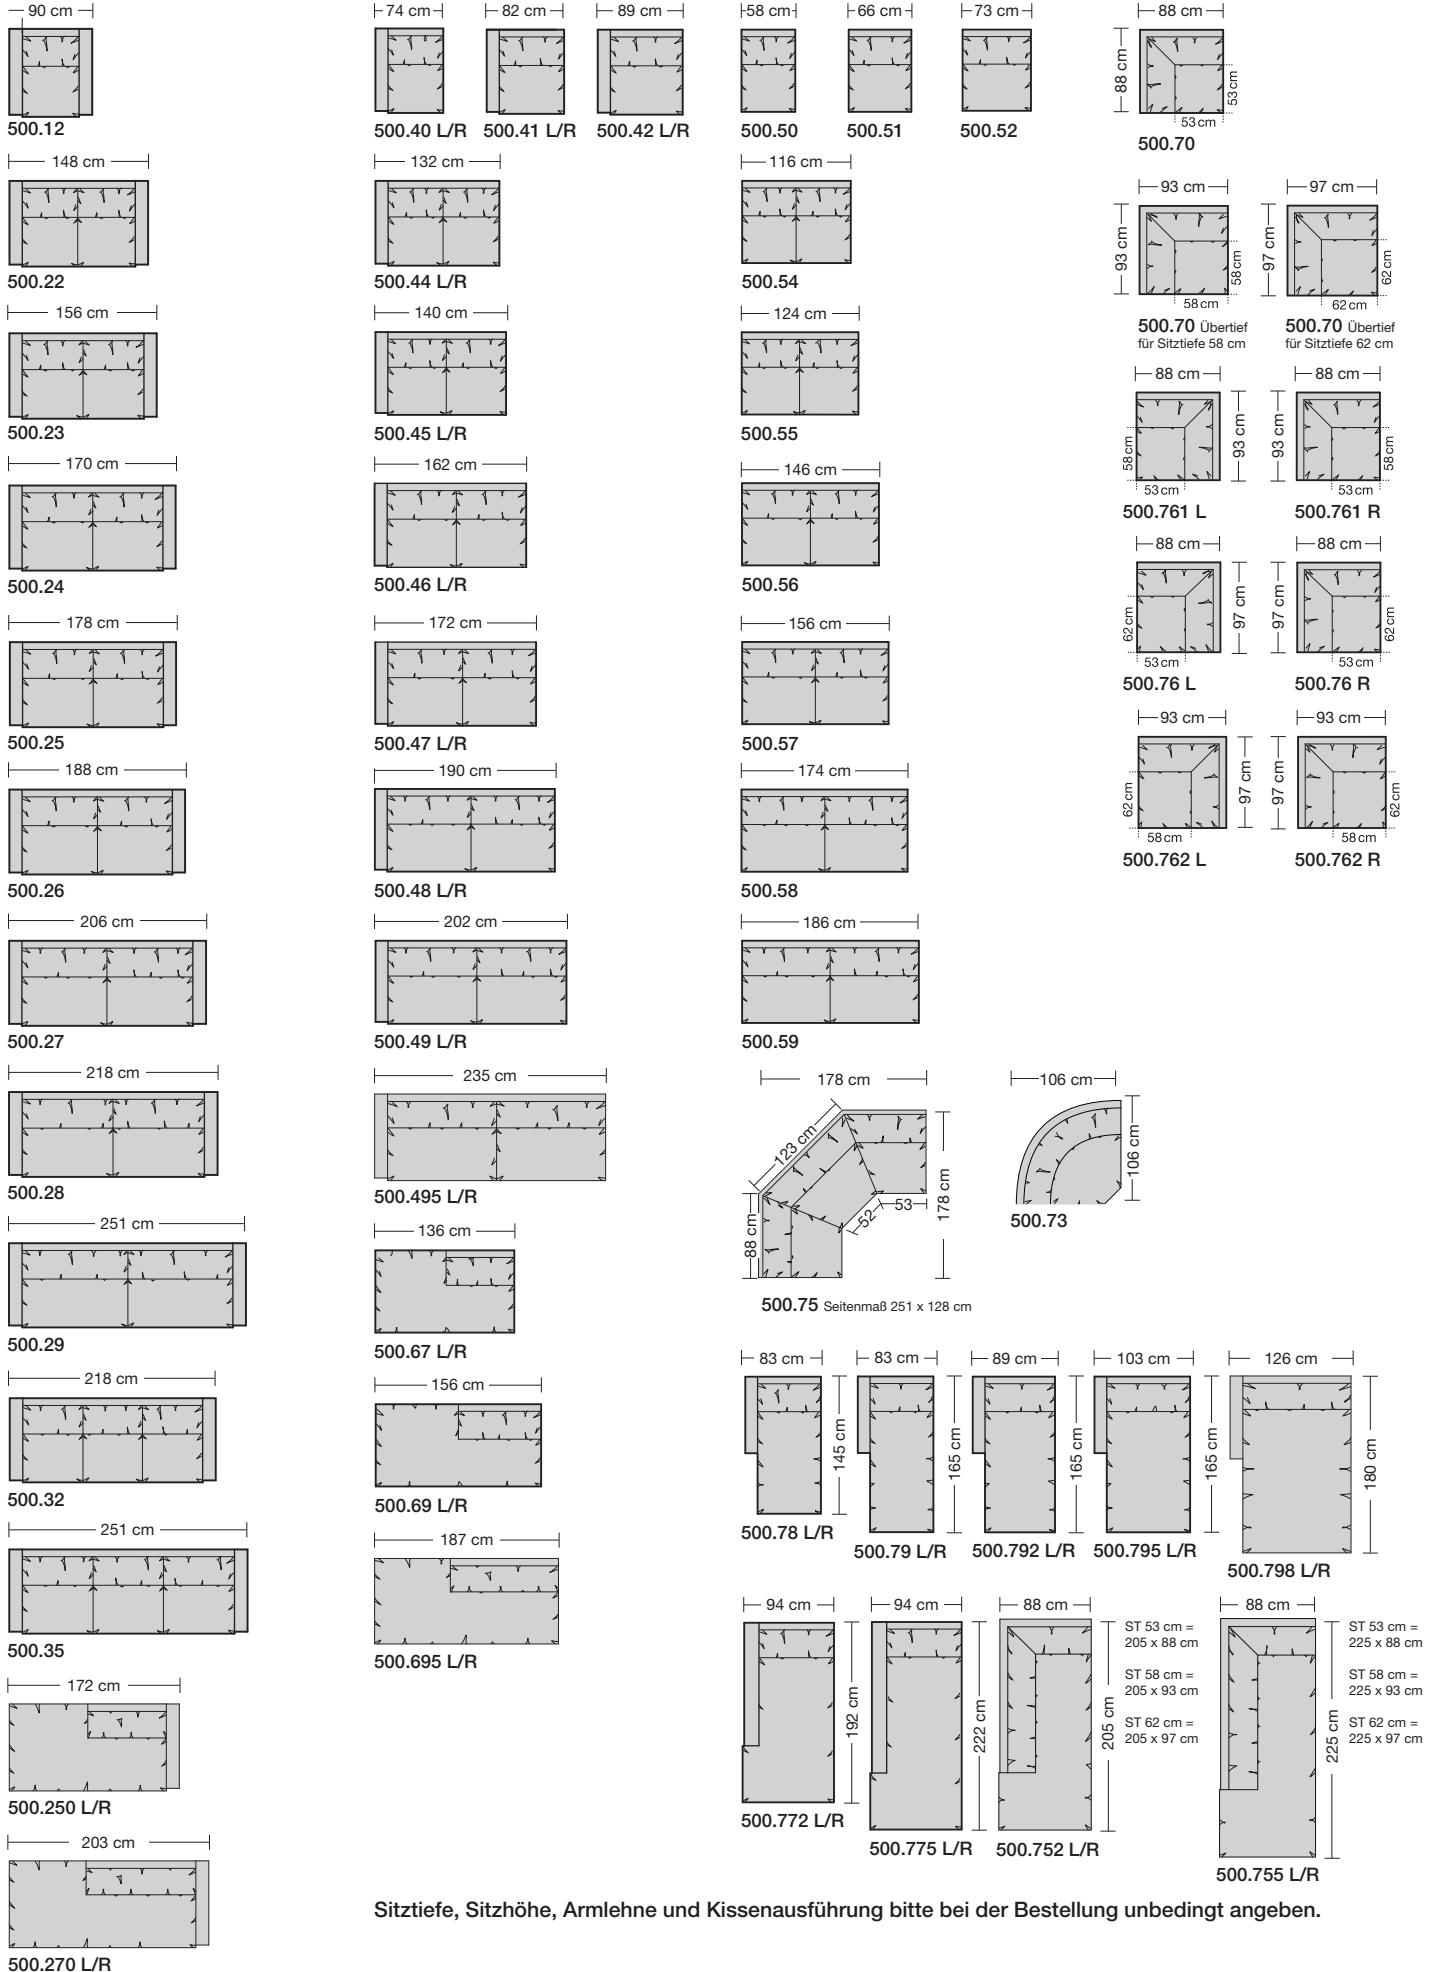 90 cm
500.12
148 cm
500.22
156 cm
500.23
170 cm
500.24
178 cm
500.25
188 cm
500.26
206 cm
500.27
218 cm
500.28
251 cm
500.29
218 cm
500.32
251 cm
500.35
172 cm
500.250 L/R
203 cm
500.270 L/R
74 cm
500.40 L/R
82 cm
500.41 L/R
89 cm
500.42 L/R
132 cm
500.44 L/R
140 cm
500.45 L/R
162 cm
500.46 L/R
172 cm
500.47 L/R
190 cm
500.48 L/R
202 cm
500.49 L/R
235 cm
500.495 L/R
136 cm
500.67 L/R
156 cm
500.69 L/R
187 cm
500.695 L/R
58 cm
500.50
66 cm
500.51
73 cm
500.52
116 cm
500.54
124 cm
500.55
146 cm
500.56
156 cm
500.57
174 cm
500.58
186 cm
500.59
88 cm
88 cm
53 cm
53 cm
500.70
93 cm
93 cm
58 cm
58 cm
500.70 Übertief
für Sitztiefe 58 cm
97 cm
97 cm
62 cm
62 cm
500.70 Übertief
für Sitztiefe 62 cm
88 cm
58 cm
93 cm
53 cm
500.761 L
88 cm
93 cm
58 cm
53 cm
500.761 R
88 cm
62 cm
97 cm
53 cm
500.76 L
88 cm
97 cm
62 cm
53 cm
500.76 R
93 cm
62 cm
97 cm
58 cm
500.762 L
93 cm
97 cm
62 cm
58 cm
500.762 R
178 cm
123 cm
178 cm
88 cm
52
53
500.75 Seitenmaß 251 x 128 cm
106 cm
106 cm
500.73
83 cm
145 cm
500.78 L/R
83 cm
165 cm
500.79 L/R
89 cm
165 cm
500.792 L/R
103 cm
165 cm
500.795 L/R
126 cm
180 cm
500.798 L/R
94 cm
192 cm
500.772 L/R
94 cm
222 cm
500.775 L/R
88 cm
205 cm
500.752 L/R
ST 53 cm =
205 x 88 cm
ST 58 cm =
205 x 93 cm
ST 62 cm =
205 x 97 cm
88 cm
225 cm
500.755 L/R
ST 53 cm =
225 x 88 cm
ST 58 cm =
225 x 93 cm
ST 62 cm =
225 x 97 cm
Sitztiefe, Sitzhöhe, Armlehne und Kissenausführung bitte bei der Bestellung unbedingt angeben.